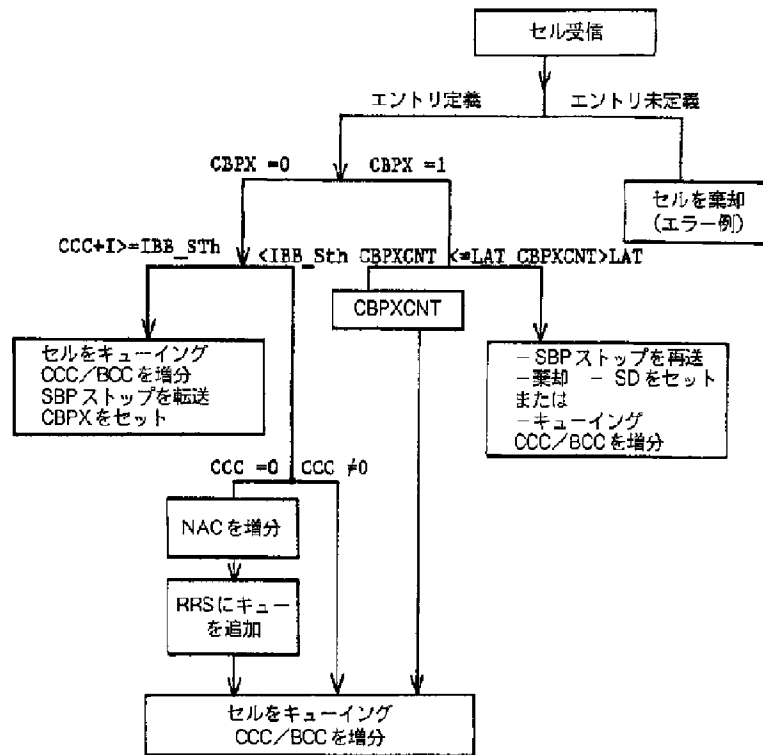 セル受信
エントリ定義 エントリ未定義
CBPX =0 CBPX =1
セルを棄却
(エラー例)
CCC+I>=IBB_STh <IBB_Sth CBPXCNT <=LAT CBPXCNT>LAT
CBPXCNT
セルをキューイング
CCC/BCCを増分
SBPストップを転送
CBPXをセット
-SBPストップを再送
-棄却 -SDをセット
または
-キューイング
CCC/BCCを増分
CCC =0 CCC ≠0
NACを増分
RRSにキュー
を追加
セルをキューイング
CCC/BCCを増分